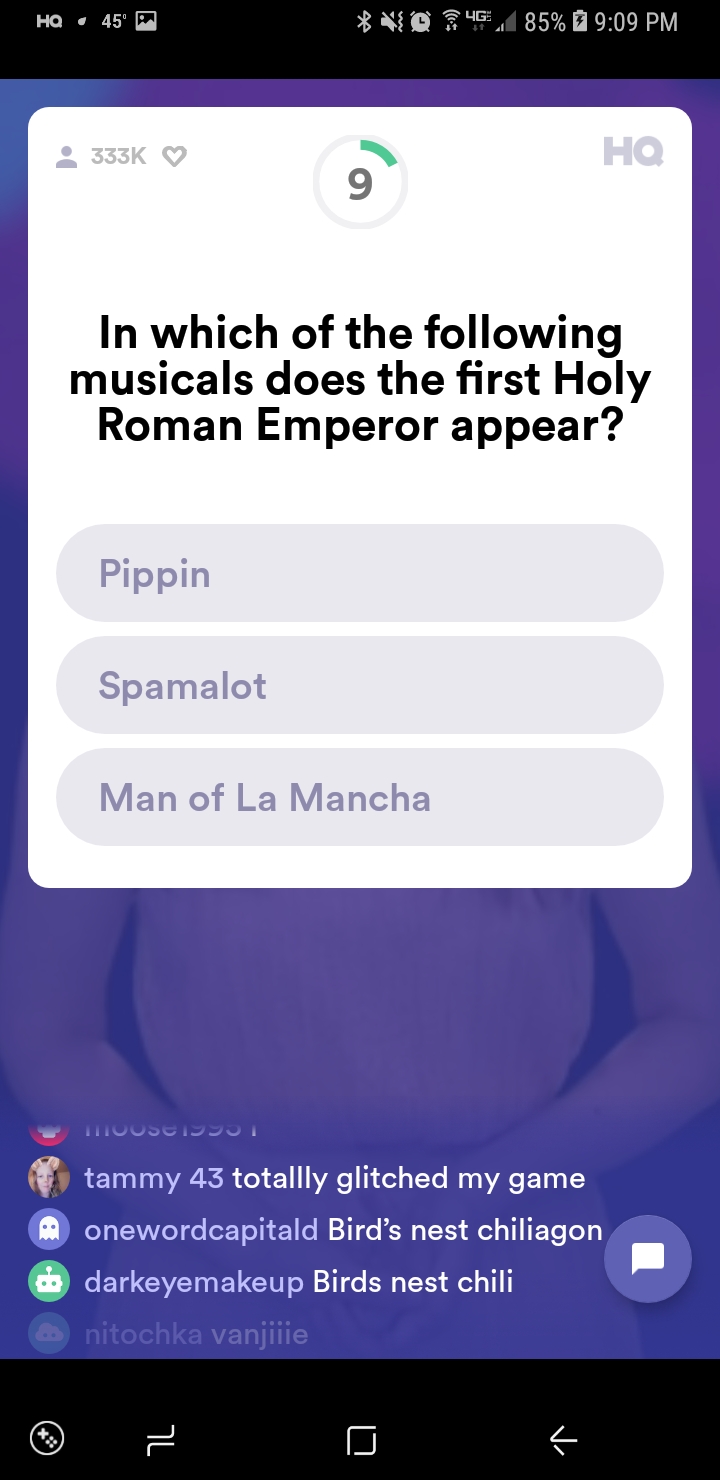 HQ 45° 4G 85% 9:09 PM
333K 9 HQ
In which of the following
musicals does the first Holy
Roman Emperor appear?
Pippin
Spamalot
Man of La Mancha
tammy 43 totallly glitched my game
onewordcapitald Bird's nest chiliagon
darkeyemakeup Birds nest chili
nitochka vanjiiie